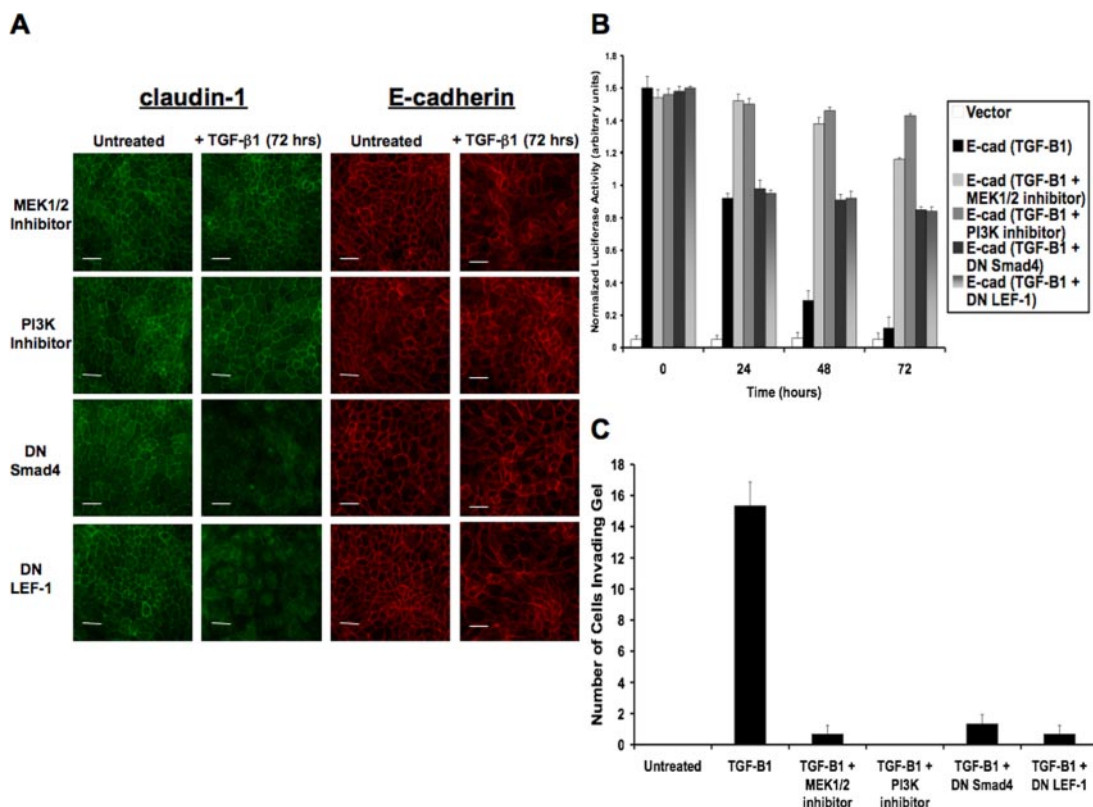 A
claudin-1
E-cadherin
Untreated
+ TGF-β1 (72 hrs)
Untreated
+ TGF-β1 (72 hrs)
MEK1/2
Inhibitor
PI3K
Inhibitor
DN
Smad4
DN
LEF-1
B
Normalized Luciferase Activity (arbitrary units)
1.8
1.6
1.4
1.2
1
0.8
0.6
0.4
0.2
0
0
24
48
72
Time (hours)
Vector
E-cad (TGF-B1)
E-cad (TGF-B1 +
MEK1/2 inhibitor)
E-cad (TGF-B1 +
PI3K inhibitor)
E-cad (TGF-B1 +
DN Smad4)
E-cad (TGF-B1 +
DN LEF-1)
C
Number of Cells Invading Gel
18
16
14
12
10
8
6
4
2
0
Untreated
TGF-B1
TGF-B1 +
MEK1/2
inhibitor
TGF-B1 +
PI3K
inhibitor
TGF-B1 +
DN Smad4
TGF-B1 +
DN LEF-1